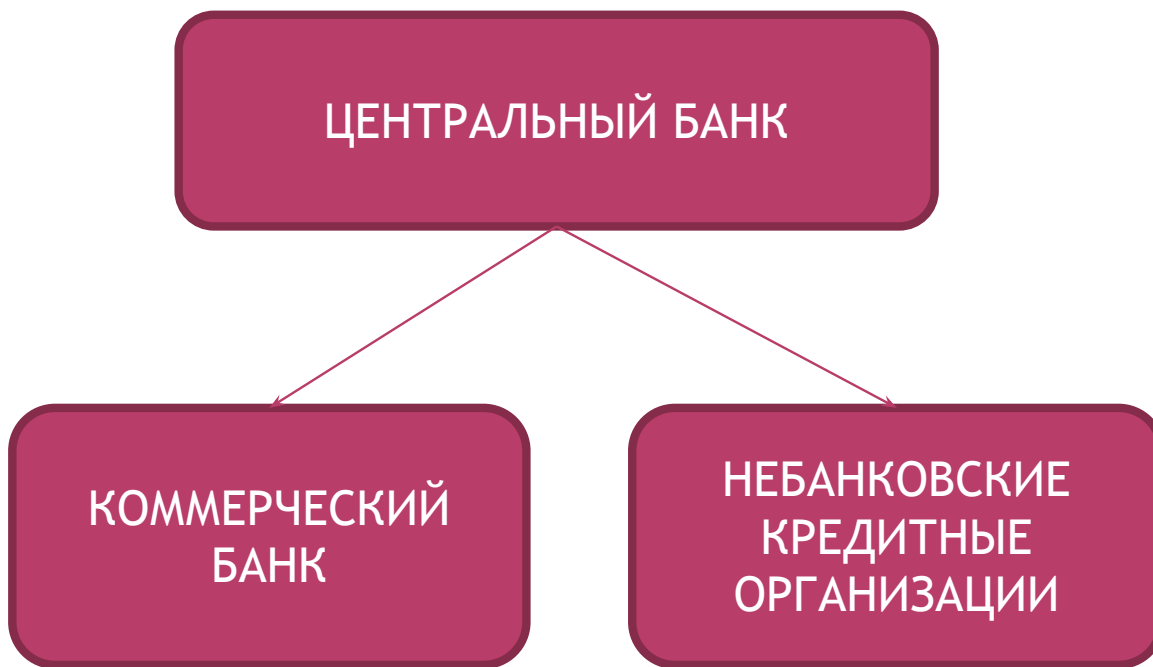 ЦЕНТРАЛЬНЫЙ БАНК
КОММЕРЧЕСКИЙ
БАНК
НЕБАНКОВСКИЕ
КРЕДИТНЫЕ
ОРГАНИЗАЦИИ